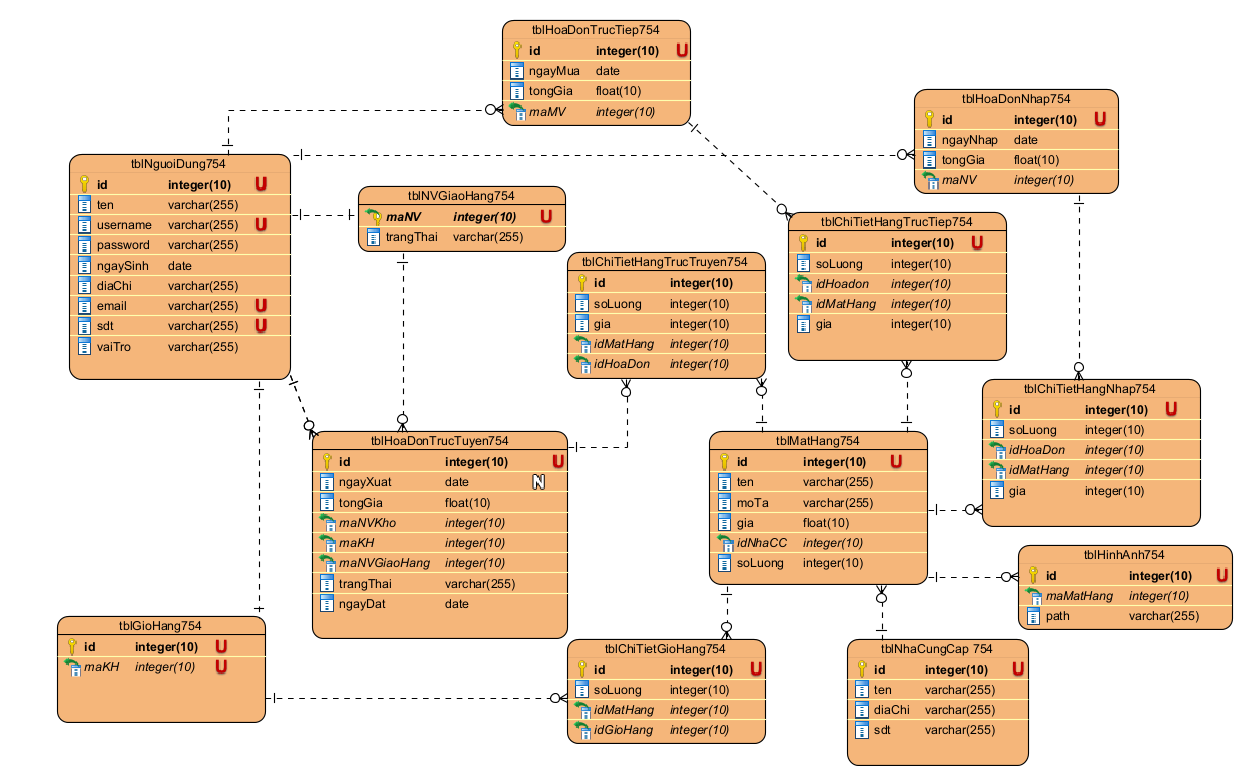 tblHoaDonTrucTiep754
id integer(10) U
ngayMua date
tongGia float(10)
maMV integer(10)
tblHoaDonNhap754
id integer(10) U
ngayNhap date
tongGia float(10)
maNV integer(10)
tblNguoiDung754
id integer(10) U
ten varchar(255)
username varchar(255) U
password varchar(255)
ngaySinh date
diaChi varchar(255)
email varchar(255) U
sdt varchar(255) U
vaiTro varchar(255)
tblNVGiaoHang754
maNV integer(10) U
trangThai varchar(255)
tblChiTietHangTrucTiep754
id integer(10) U
soLuong integer(10)
idHoadon integer(10)
idMatHang integer(10)
gia integer(10)
tblChiTietHangTrucTruyen754
id integer(10)
soLuong integer(10)
gia integer(10)
idMatHang integer(10)
idHoaDon integer(10)
tblChiTietHangNhap754
id integer(10) U
soLuong integer(10)
idHoaDon integer(10)
idMatHang integer(10)
gia integer(10)
tblHoaDonTrucTuyen754
id integer(10) U
ngayXuat date N
tongGia float(10)
maNVKho integer(10)
maKH integer(10)
maNVGiaoHang integer(10)
trangThai varchar(255)
ngayDat date
tblMatHang754
id integer(10) U
ten varchar(255)
moTa varchar(255)
gia float(10)
idNhaCC integer(10)
soLuong integer(10)
tblHinhAnh754
id integer(10) U
maMatHang integer(10)
path varchar(255)
tblGioHang754
id integer(10) U
maKH integer(10) U
tblChiTietGioHang754
id integer(10) U
soLuong integer(10)
idMatHang integer(10)
idGioHang integer(10)
tblNhaCungCap 754
id integer(10) U
ten varchar(255)
diaChi varchar(255)
sdt varchar(255)